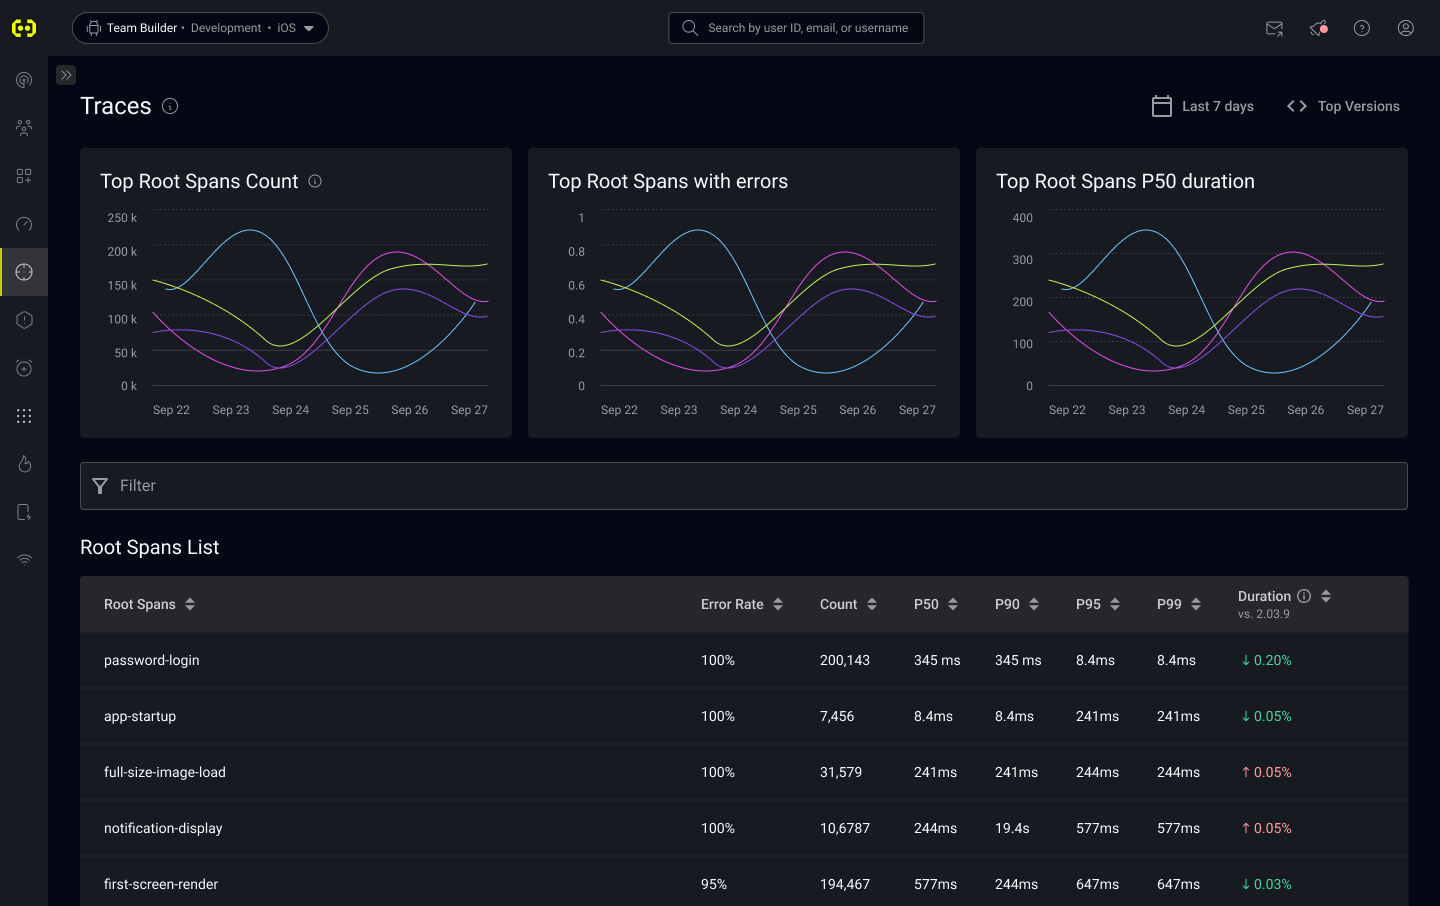 Team Builder • Development • iOS
Search by user ID, email, or username
Traces
Last 7 days
Top Versions
Top Root Spans Count
250 k
200 k
150 k
100 k
50 k
0 k
Sep 22 Sep 23 Sep 24 Sep 25 Sep 26 Sep 27
Top Root Spans with errors
1
0.8
0.6
0.4
0.2
0
Sep 22 Sep 23 Sep 24 Sep 25 Sep 26 Sep 27
Top Root Spans P50 duration
400
300
200
100
0
Sep 22 Sep 23 Sep 24 Sep 25 Sep 26 Sep 27
Filter
Root Spans List
Root Spans Error Rate Count P50 P90 P95 P99 Duration
vs. 2.03.9
password-login 100% 200,143 345 ms 345 ms 8.4ms 8.4ms ↓ 0.20%
app-startup 100% 7,456 8.4ms 8.4ms 241ms 241ms ↓ 0.05%
full-size-image-load 100% 31,579 241ms 241ms 244ms 244ms ↑ 0.05%
notification-display 100% 10,6787 244ms 19.4s 577ms 577ms ↑ 0.05%
first-screen-render 95% 194,467 577ms 244ms 647ms 647ms ↓ 0.03%